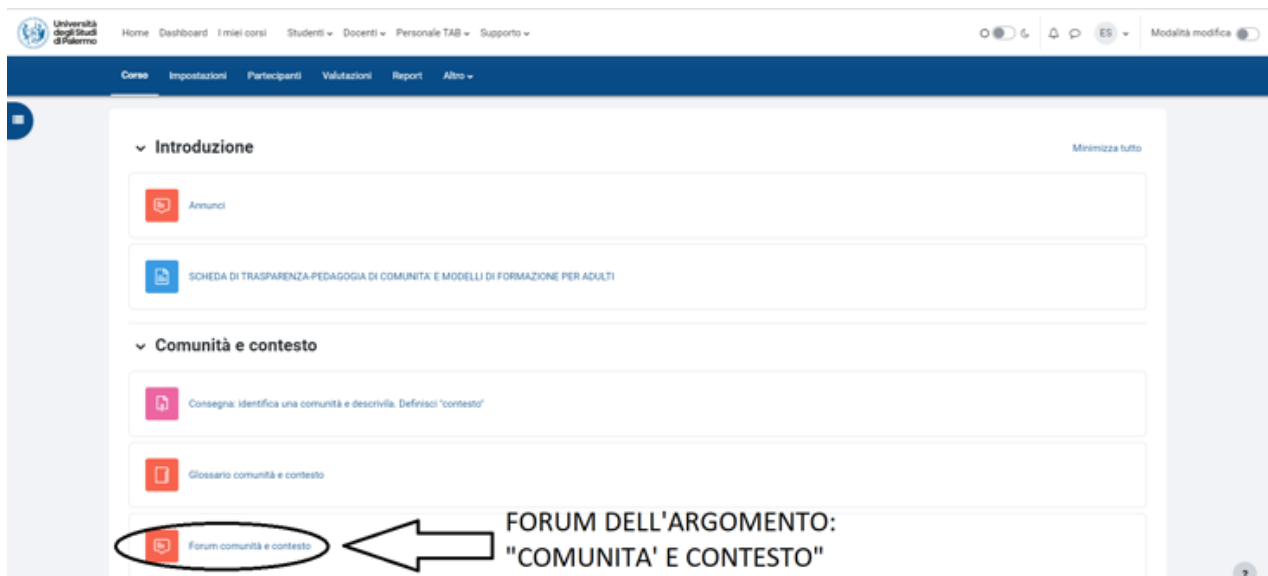 Università
degli Studi
di Palermo
Home Dashboard I miei corsi Studenti Docenti Personale TAB Supporto
ES Modalità modifica
Corso Impostazioni Partecipanti Valutazioni Report Altro
Introduzione
Minimizza tutto
Annunci
SCHEDA DI TRASPARENZA-PEDAGOGIA DI COMUNITA' E MODELLI DI FORMAZIONE PER ADULTI
Comunità e contesto
Consegna: identifica una comunità e descrivila. Definisci "contesto"
Glossario comunità e contesto
Forum comunità e contesto
FORUM DELL'ARGOMENTO:
"COMUNITA' E CONTESTO"
?